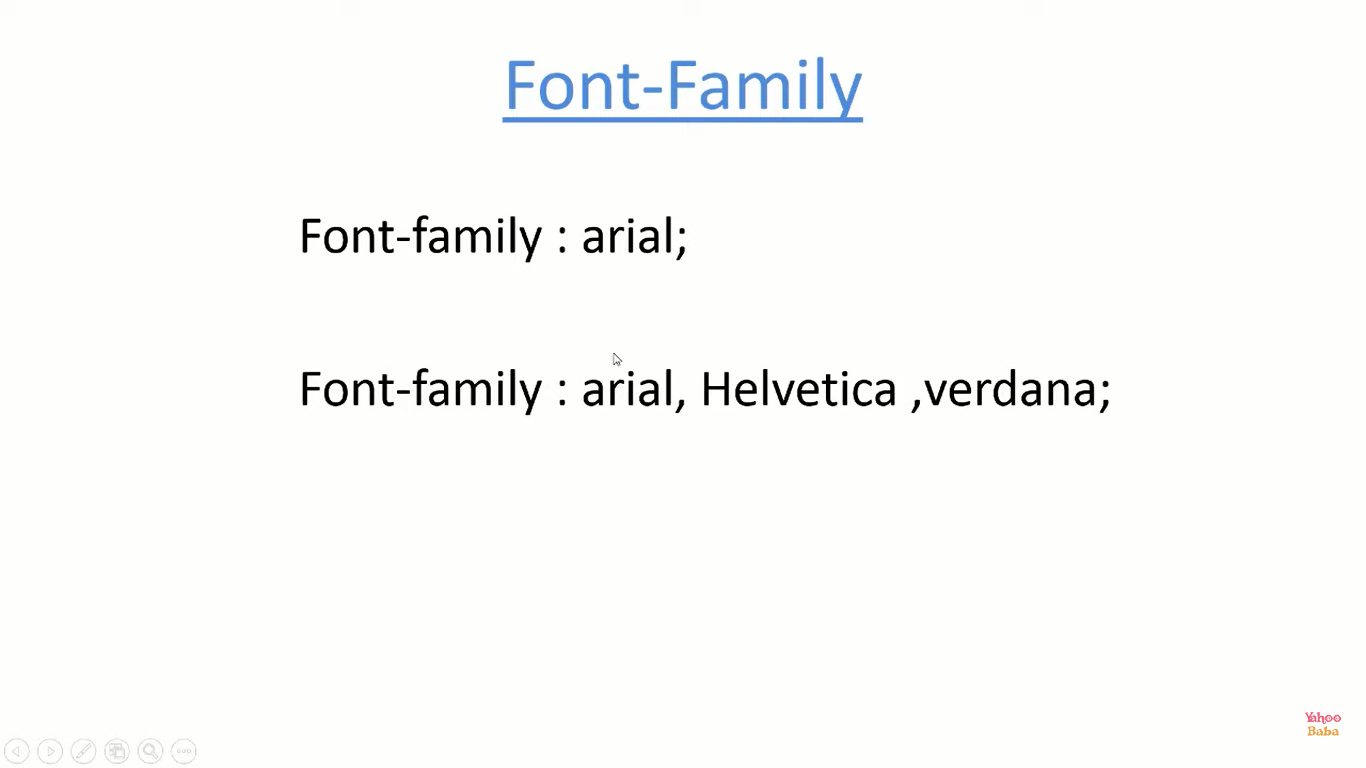 Font-Family
Font-family : arial;
Font-family : arial, Helvetica ,verdana;
Yahoo
Baba